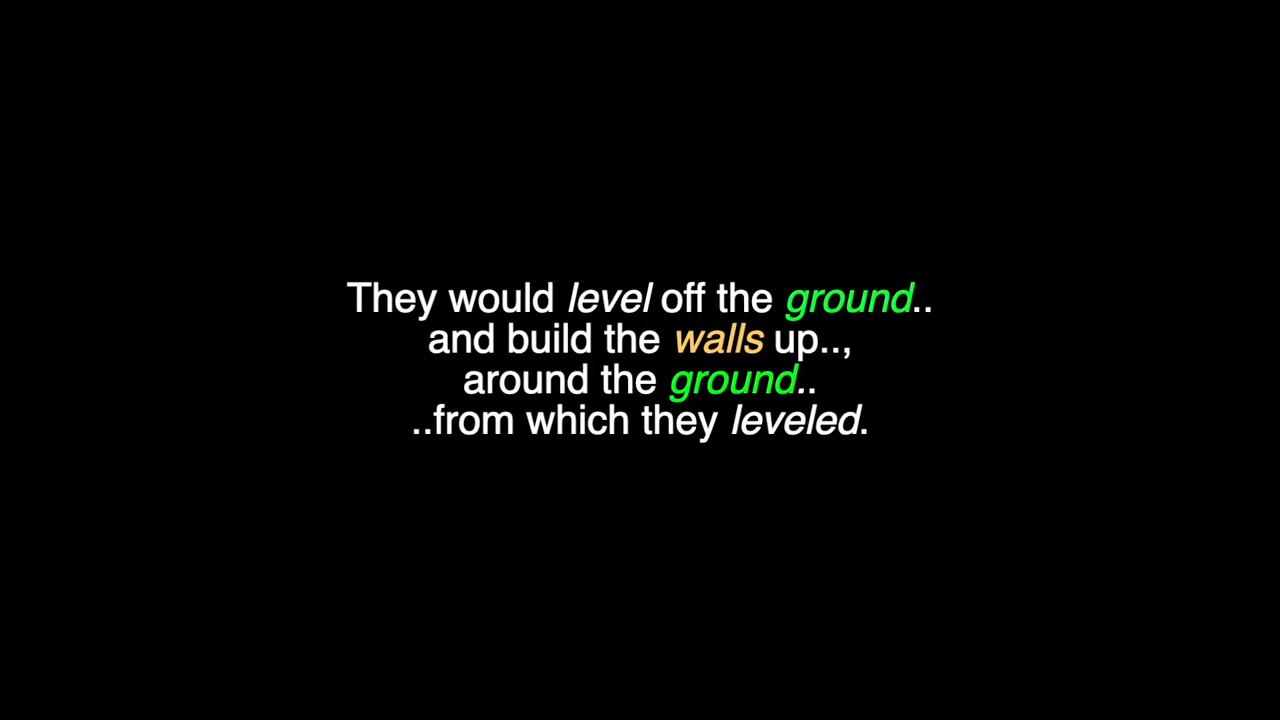 They would level off the ground..
and build the walls up..,
around the ground..
..from which they leveled.